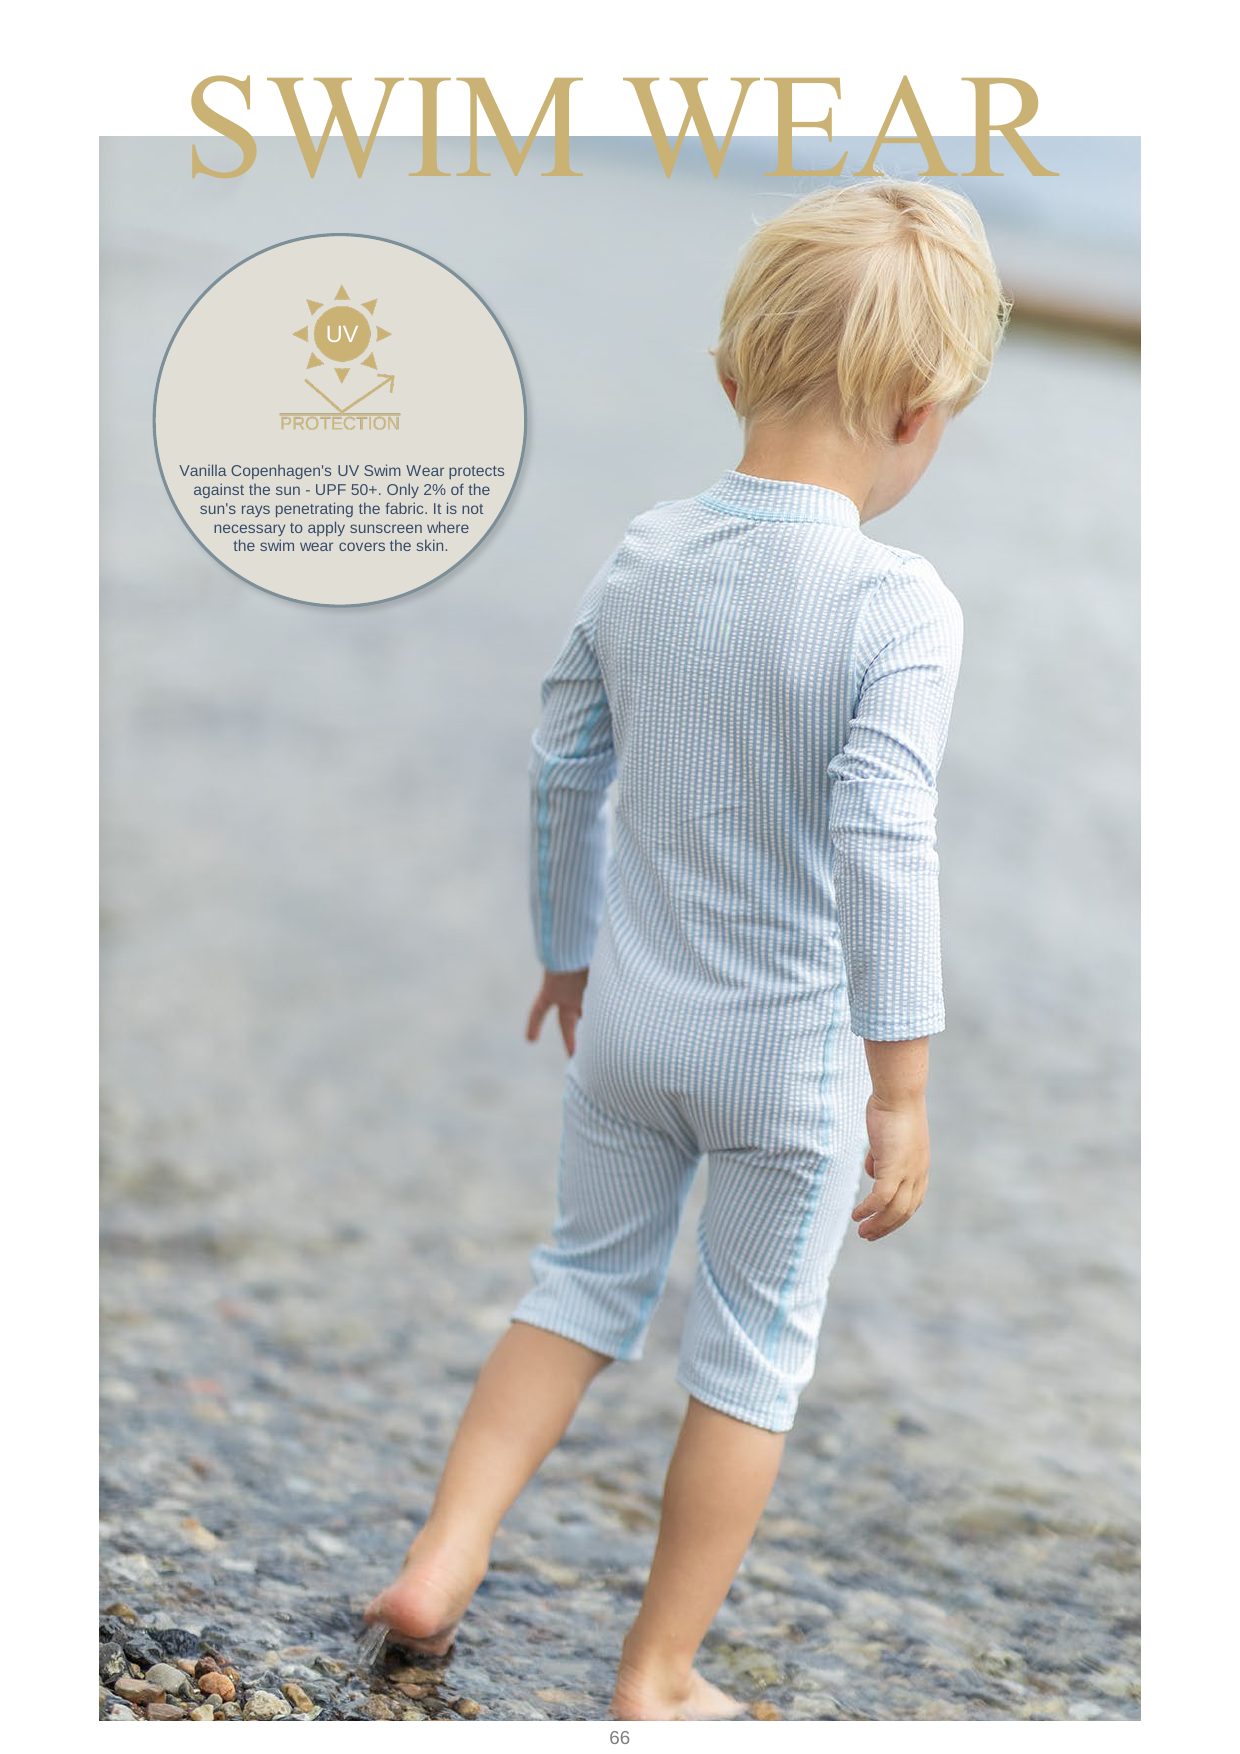 SWIM WEAR
UV
PROTECTION
Vanilla Copenhagen's UV Swim Wear protects
against the sun - UPF 50+. Only 2% of the
sun's rays penetrating the fabric. It is not
necessary to apply sunscreen where
the swim wear covers the skin.
66